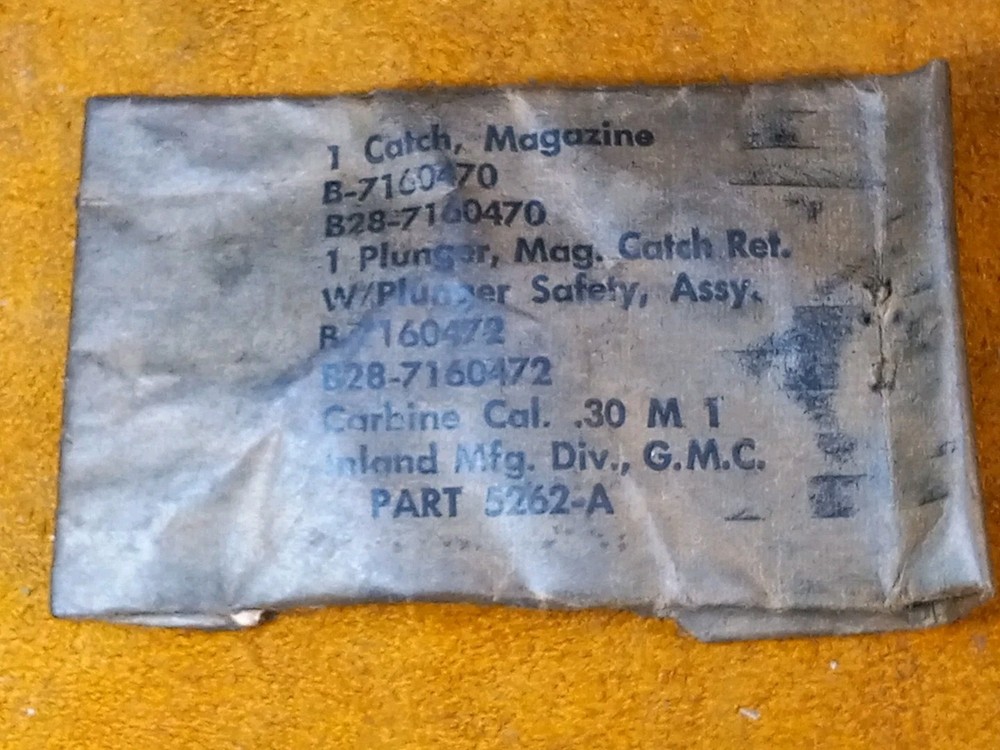 1 Catch, Magazine
B-7160470
B28-7160470
1 Plunger, Mag. Catch Ret.
W/Plunger Safety, Assy.
B-7160472
B28-7160472
Carbine Cal. .30 M 1
Inland Mfg. Div., G.M.C.
PART 5262-A